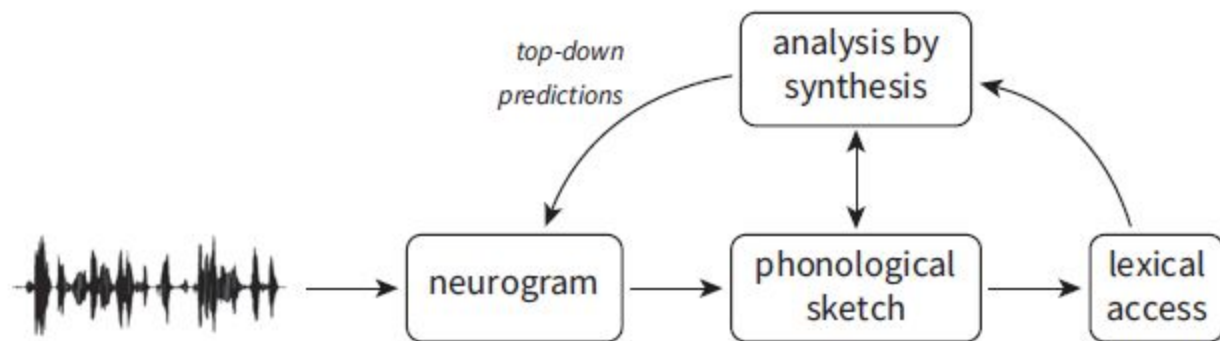 top-down
predictions
analysis by
synthesis
neurogram
phonological
sketch
lexical
access